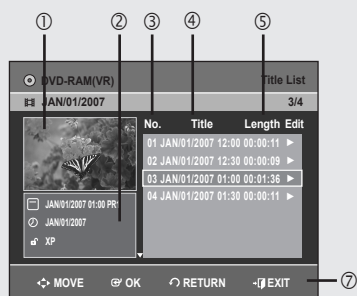 ① ② ③ ④ ⑤
DVD-RAM(VR) Title List
JAN/01/2007 3/4
No. Title Length Edit
01 JAN/01/2007 12:00 00:00:11 ►
02 JAN/01/2007 12:30 00:00:09 ►
03 JAN/01/2007 01:00 00:01:36 ►
04 JAN/01/2007 01:30 00:00:11 ►
JAN/01/2007 01:00 PR
JAN/01/2007
XP
MOVE OK RETURN EXIT ⑦